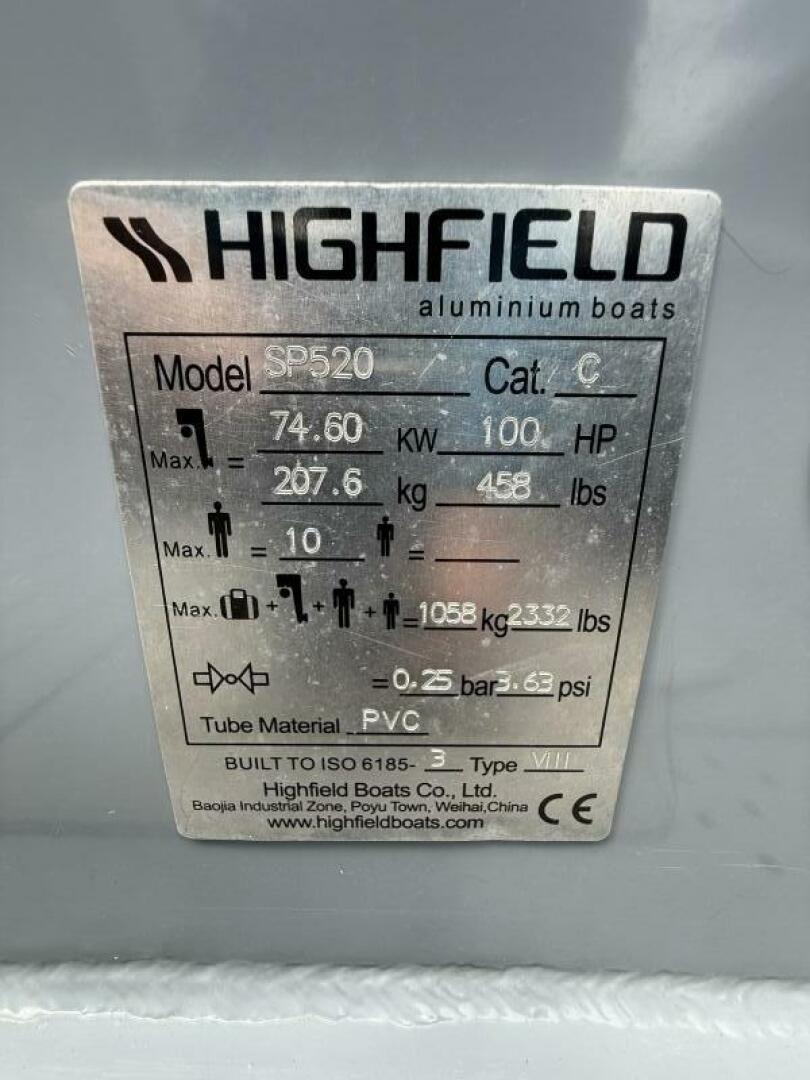 HIGHFIELD
aluminium boats
Model SP520 Cat. C
74.60 KW 100 HP
Max. =
207.6 kg 458 lbs
Max. = 10 =
Max. + + + =1058 kg 2332 lbs
=0.25 bar 3.63 psi
Tube Material PVC
BUILT TO ISO 6185- 3 Type VIII
Highfield Boats Co., Ltd.
Baojia Industrial Zone, Poyu Town, Weihai,China CE
www.highfieldboats.com